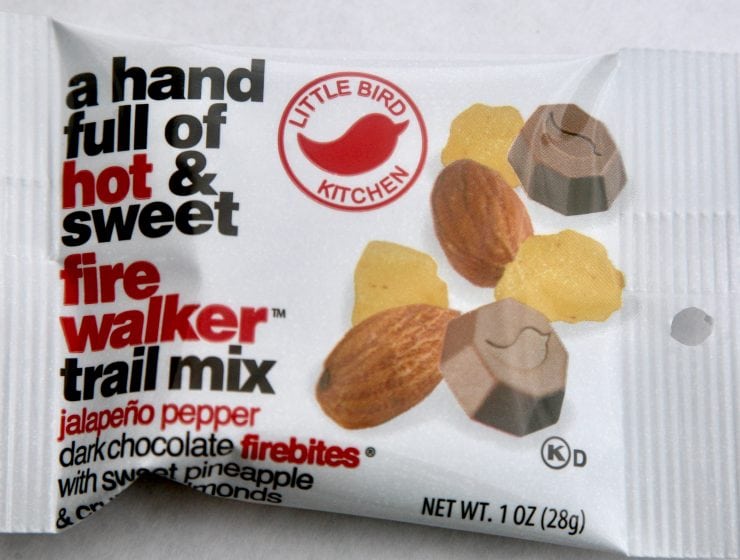 a hand
full of
hot &
sweet
fire
walker™
trail mix
jalapeño pepper
dark chocolate firebites®
with sweet pineapple
&
LITTLE BIRD
KITCHEN
K D
NET WT. 1 OZ (28g)